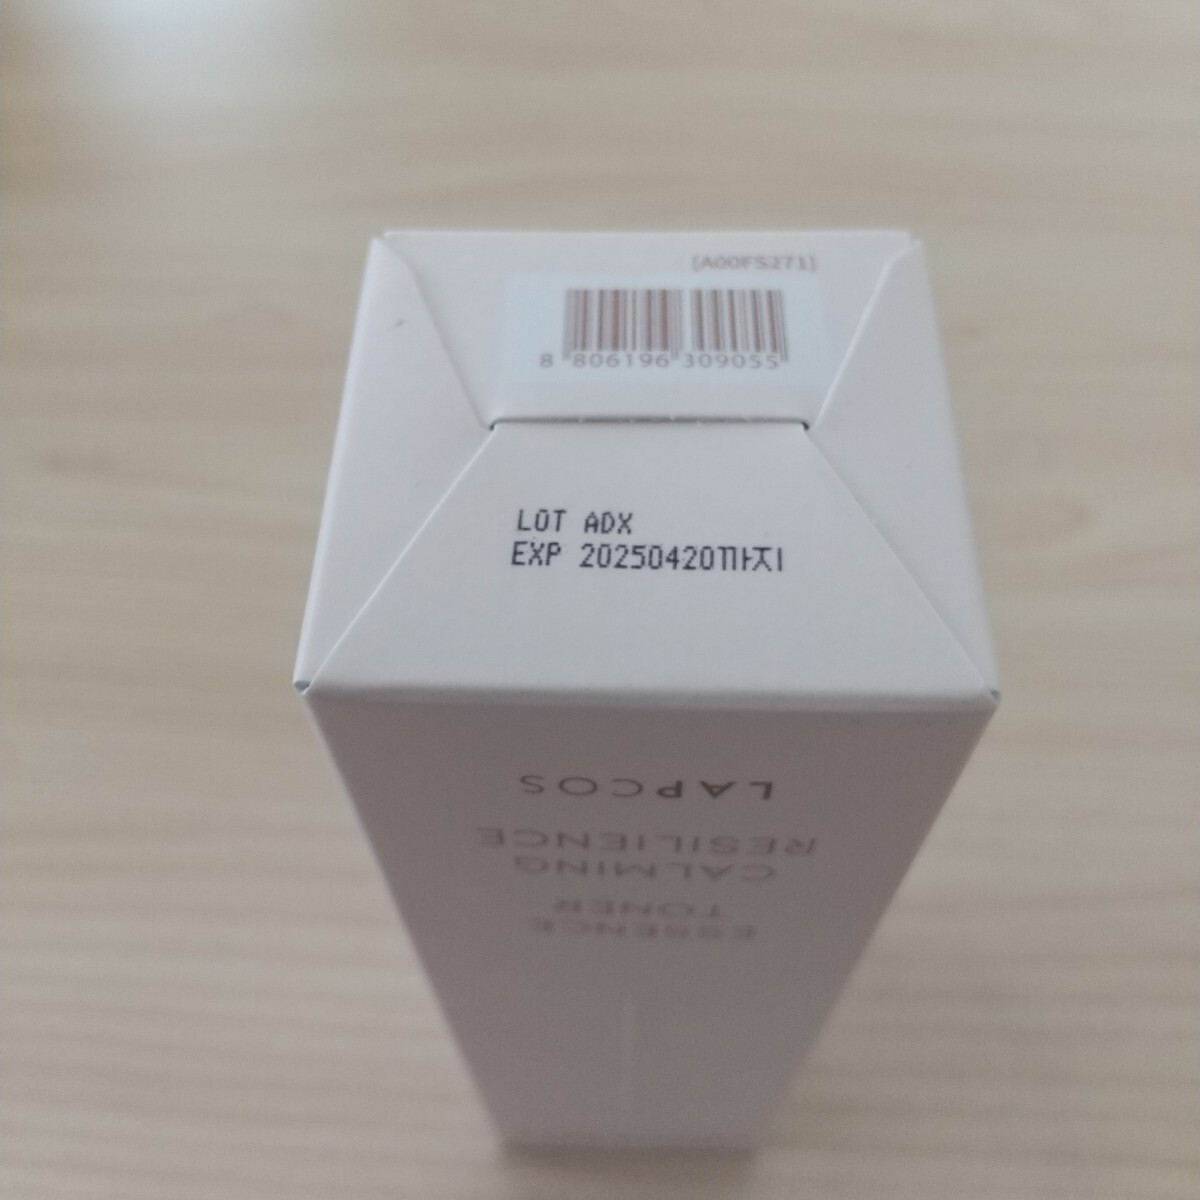 [A00FS271]
8 806196 309055
LOT ADX
EXP 20250420까지
LAPCOS
RESILIENCE
CALMING
TONER
ESSENCE